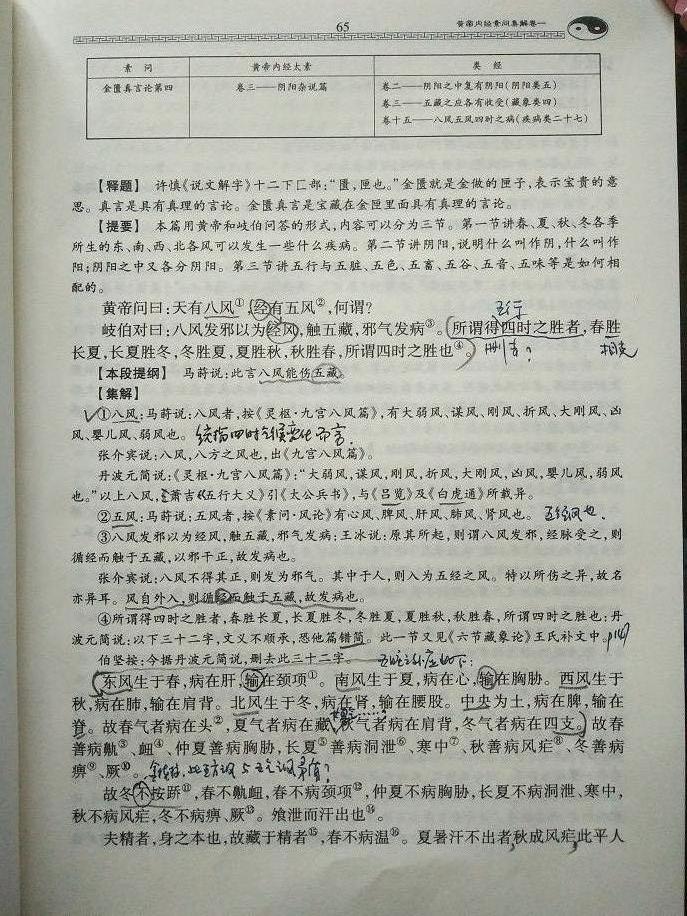 65
黄帝内经素问集解卷一
素 问 黄帝内经太素 类 经
金匮真言论第四 卷三——阴阳杂说篇 卷二——阴阳之中复有阴阳(阴阳类五)
卷三——五藏之应各有收受(藏象类四)
卷十五——八风五风四时之病(疾病类二十七)
【释题】 许慎《说文解字》十二下匚部:“匮,匣也。”金匮就是金做的匣子,表示宝贵的意
思。真言是具有真理的言论。金匮真言是宝藏在金匣里面具有真理的言论。
【提要】 本篇用黄帝和岐伯问答的形式,内容可以分为三节。第一节讲春、夏、秋、冬各季
所生的东、南、西、北各风可以发生一些什么疾病。第二节讲阴阳,说明什么叫作阴,什么叫作
阳;阴阳之中又各分阴阳。第三节讲五行与五脏、五色、五畜、五谷、五音、五味等是如何相
配的。
黄帝问曰:天有八风①,经有五风②,何谓?
五行
岐伯对曰:八风发邪以为经风,触五藏,邪气发病③。所谓得四时之胜者,春胜
长夏,长夏胜冬,冬胜夏,夏胜秋,秋胜春,所谓四时之胜也④。删去? 相克
【本段提纲】 马莳说:此言八风能伤五藏。
【集解】
①八风:马莳说:八风者,按《灵枢·九宫八风篇》,有大弱风、谋风、刚风、折风、大刚风、凶
风、婴儿风、弱风也。统指四时气候变化而言.
张介宾说:八风,八方之风也,出《九宫八风篇》。
丹波元简说:《灵枢·九宫八风篇》:“大弱风,谋风,刚风,折风,大刚风,凶风,婴儿风,弱风
也。”以上八风,萧吉《五行大义》引《太公兵书》,与《吕览》及《白虎通》所载异。
②五风:马莳说:五风者,按《素问·风论》有心风、脾风、肝风、肺风、肾风也。五经风也.
③八风发邪以为经风,触五藏,邪气发病:王冰说:原其所起,则谓八风发邪,经脉受之,则
循经而触于五藏,以邪干正,故发病也。
张介宾说:八风不得其正,则发为邪气。其中于人,则入为五经之风。特以所伤之异,故名
亦异耳。风自外入,则循经而触于五藏,故发病也。
④所谓得四时之胜者,春胜长夏,长夏胜冬,冬胜夏,夏胜秋,秋胜春,所谓四时之胜也:丹
波元简说:以下三十二字,文义不顺承,恐他篇错简。此一节又见《六节藏象论》王氏补文中。
伯坚按:今据丹波元简说,删去此三十二字。
东风生于春,病在肝,输在颈项①。南风生于夏,病在心,输在胸胁。西风生于
秋,病在肺,输在肩背。北风生于冬,病在肾,输在腰股。中央为土,病在脾,输在
脊。故春气者病在头②,夏气者病在藏,秋气者病在肩背,冬气者病在四支。故春
善病鼽③、衄④,仲夏善病胸胁,长夏⑤善病洞泄⑥、寒中⑦,秋善病风疟⑧,冬善病
痹⑨、厥⑩。
故冬不按跻⑪,春不鼽衄,春不病颈项⑫,仲夏不病胸胁,长夏不病洞泄、寒中,
秋不病风疟,冬不病痹、厥⑬。飧泄而汗出也⑭。
夫精者,身之本也,故藏于精者⑮,春不病温⑯。夏暑汗不出者,秋成风疟,此平人